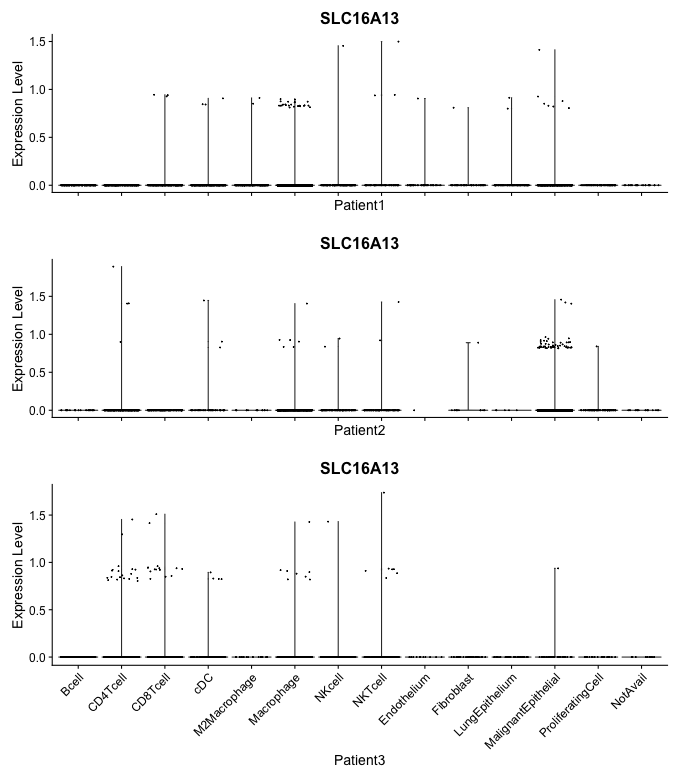 SLC16A13
Expression Level
1.5
1.0
0.5
0.0
Patient1
SLC16A13
Expression Level
1.5
1.0
0.5
0.0
Patient2
SLC16A13
Expression Level
1.5
1.0
0.5
0.0
Bcell
CD4Tcell
CD8Tcell
cDC
M2Macrophage
Macrophage
NKcell
NKTcell
Endothelium
Fibroblast
LungEpithelium
MalignantEpithelial
ProliferatingCell
NotAvail
Patient3